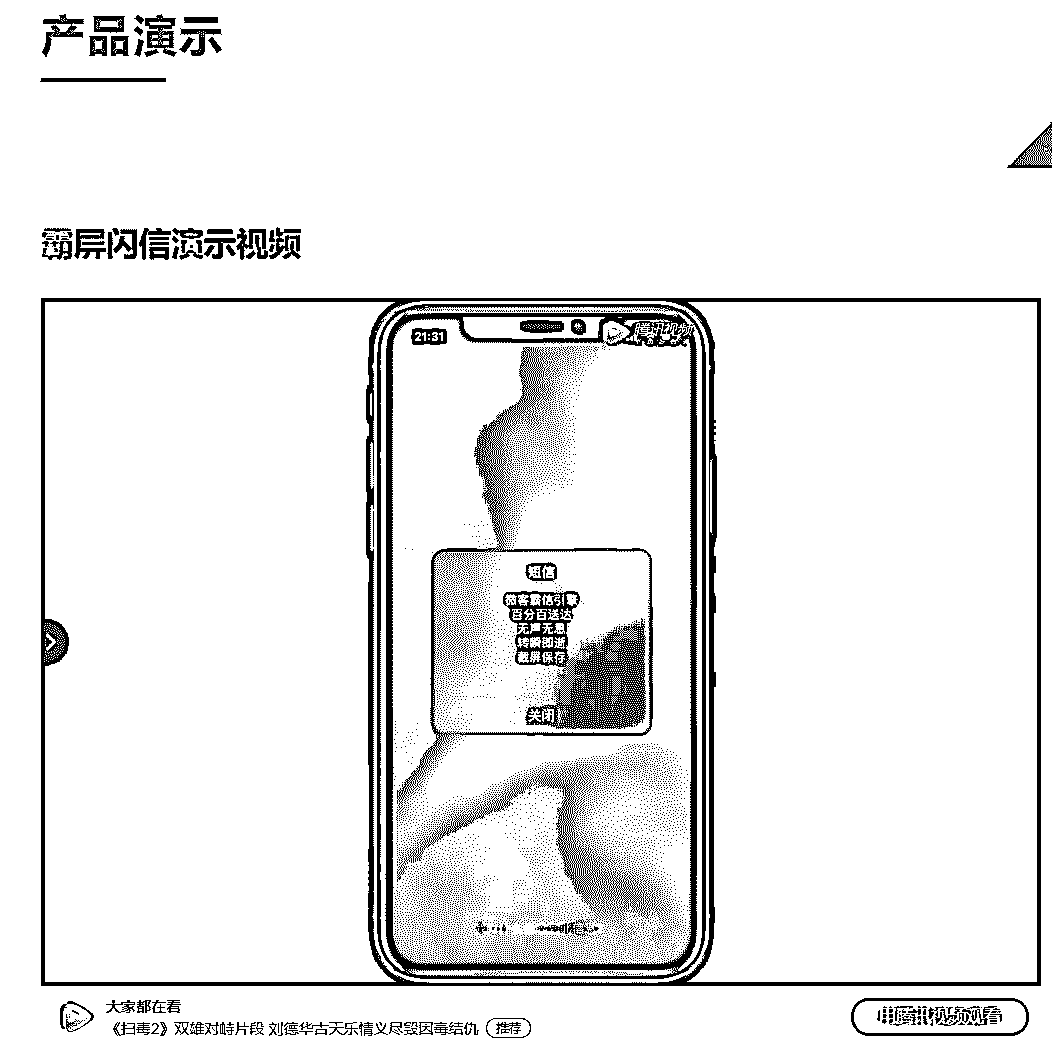 产品演示
霸屏闪信演示视频
21:31
腾讯视频
短信
微客霸信引擎
百分百送达
无声无息
转瞬即逝
截屏保存
关闭
大家都在看
《扫毒2》双雄对峙片段 刘德华古天乐情义尽毁因毒结仇 推荐
用腾讯视频观看